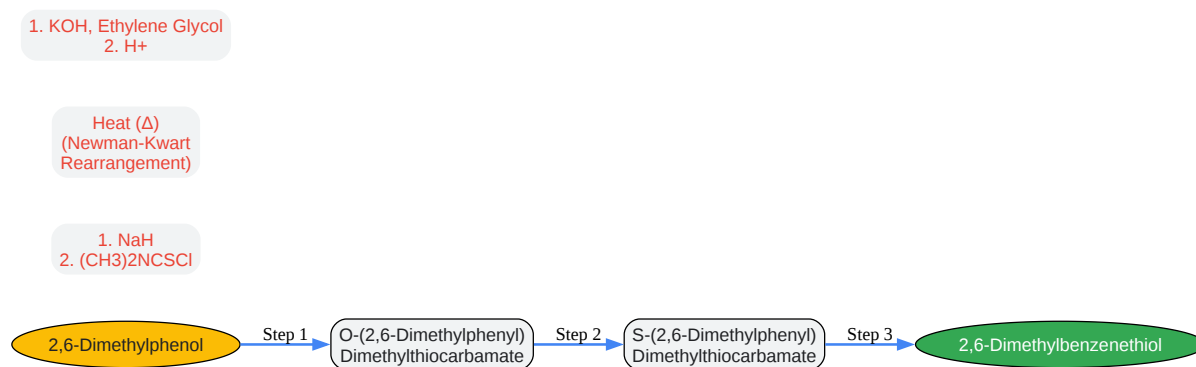 1. KOH, Ethylene Glycol
2. H+
Heat (Δ)
(Newman-Kwart
Rearrangement)
1. NaH
2. (CH3)2NCSCl
2,6-Dimethylphenol
Step 1
O-(2,6-Dimethylphenyl)
Dimethylthiocarbamate
Step 2
S-(2,6-Dimethylphenyl)
Dimethylthiocarbamate
Step 3
2,6-Dimethylbenzenethiol